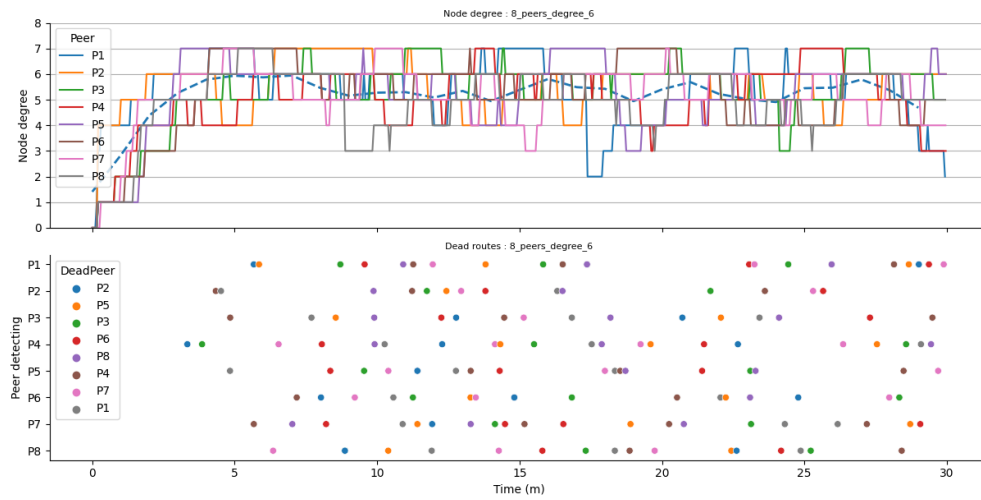 Node degree : 8_peers_degree_6
Node degree
8
7
6
5
4
3
2
1
0
Peer
P1
P2
P3
P4
P5
P6
P7
P8
Dead routes : 8_peers_degree_6
Peer detecting
P1
P2
P3
P4
P5
P6
P7
P8
DeadPeer
P2
P5
P3
P6
P8
P4
P7
P1
0
5
10
15
20
25
30
Time (m)